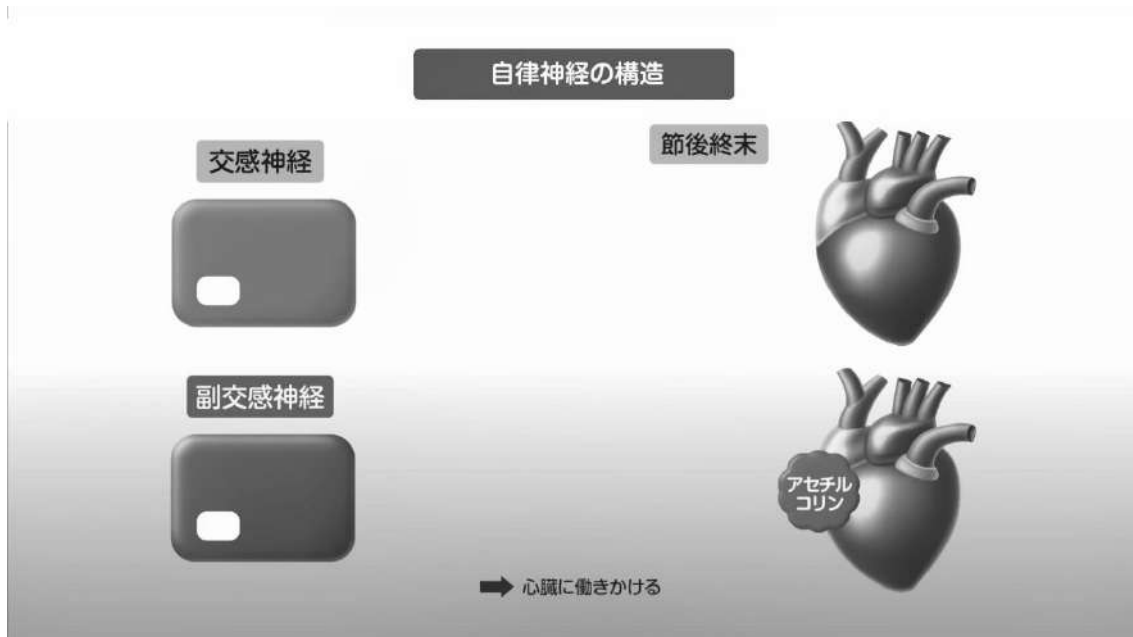 自律神経の構造
交感神経
節後終末
副交感神経
アセチル
コリン
➡ 心臓に働きかける